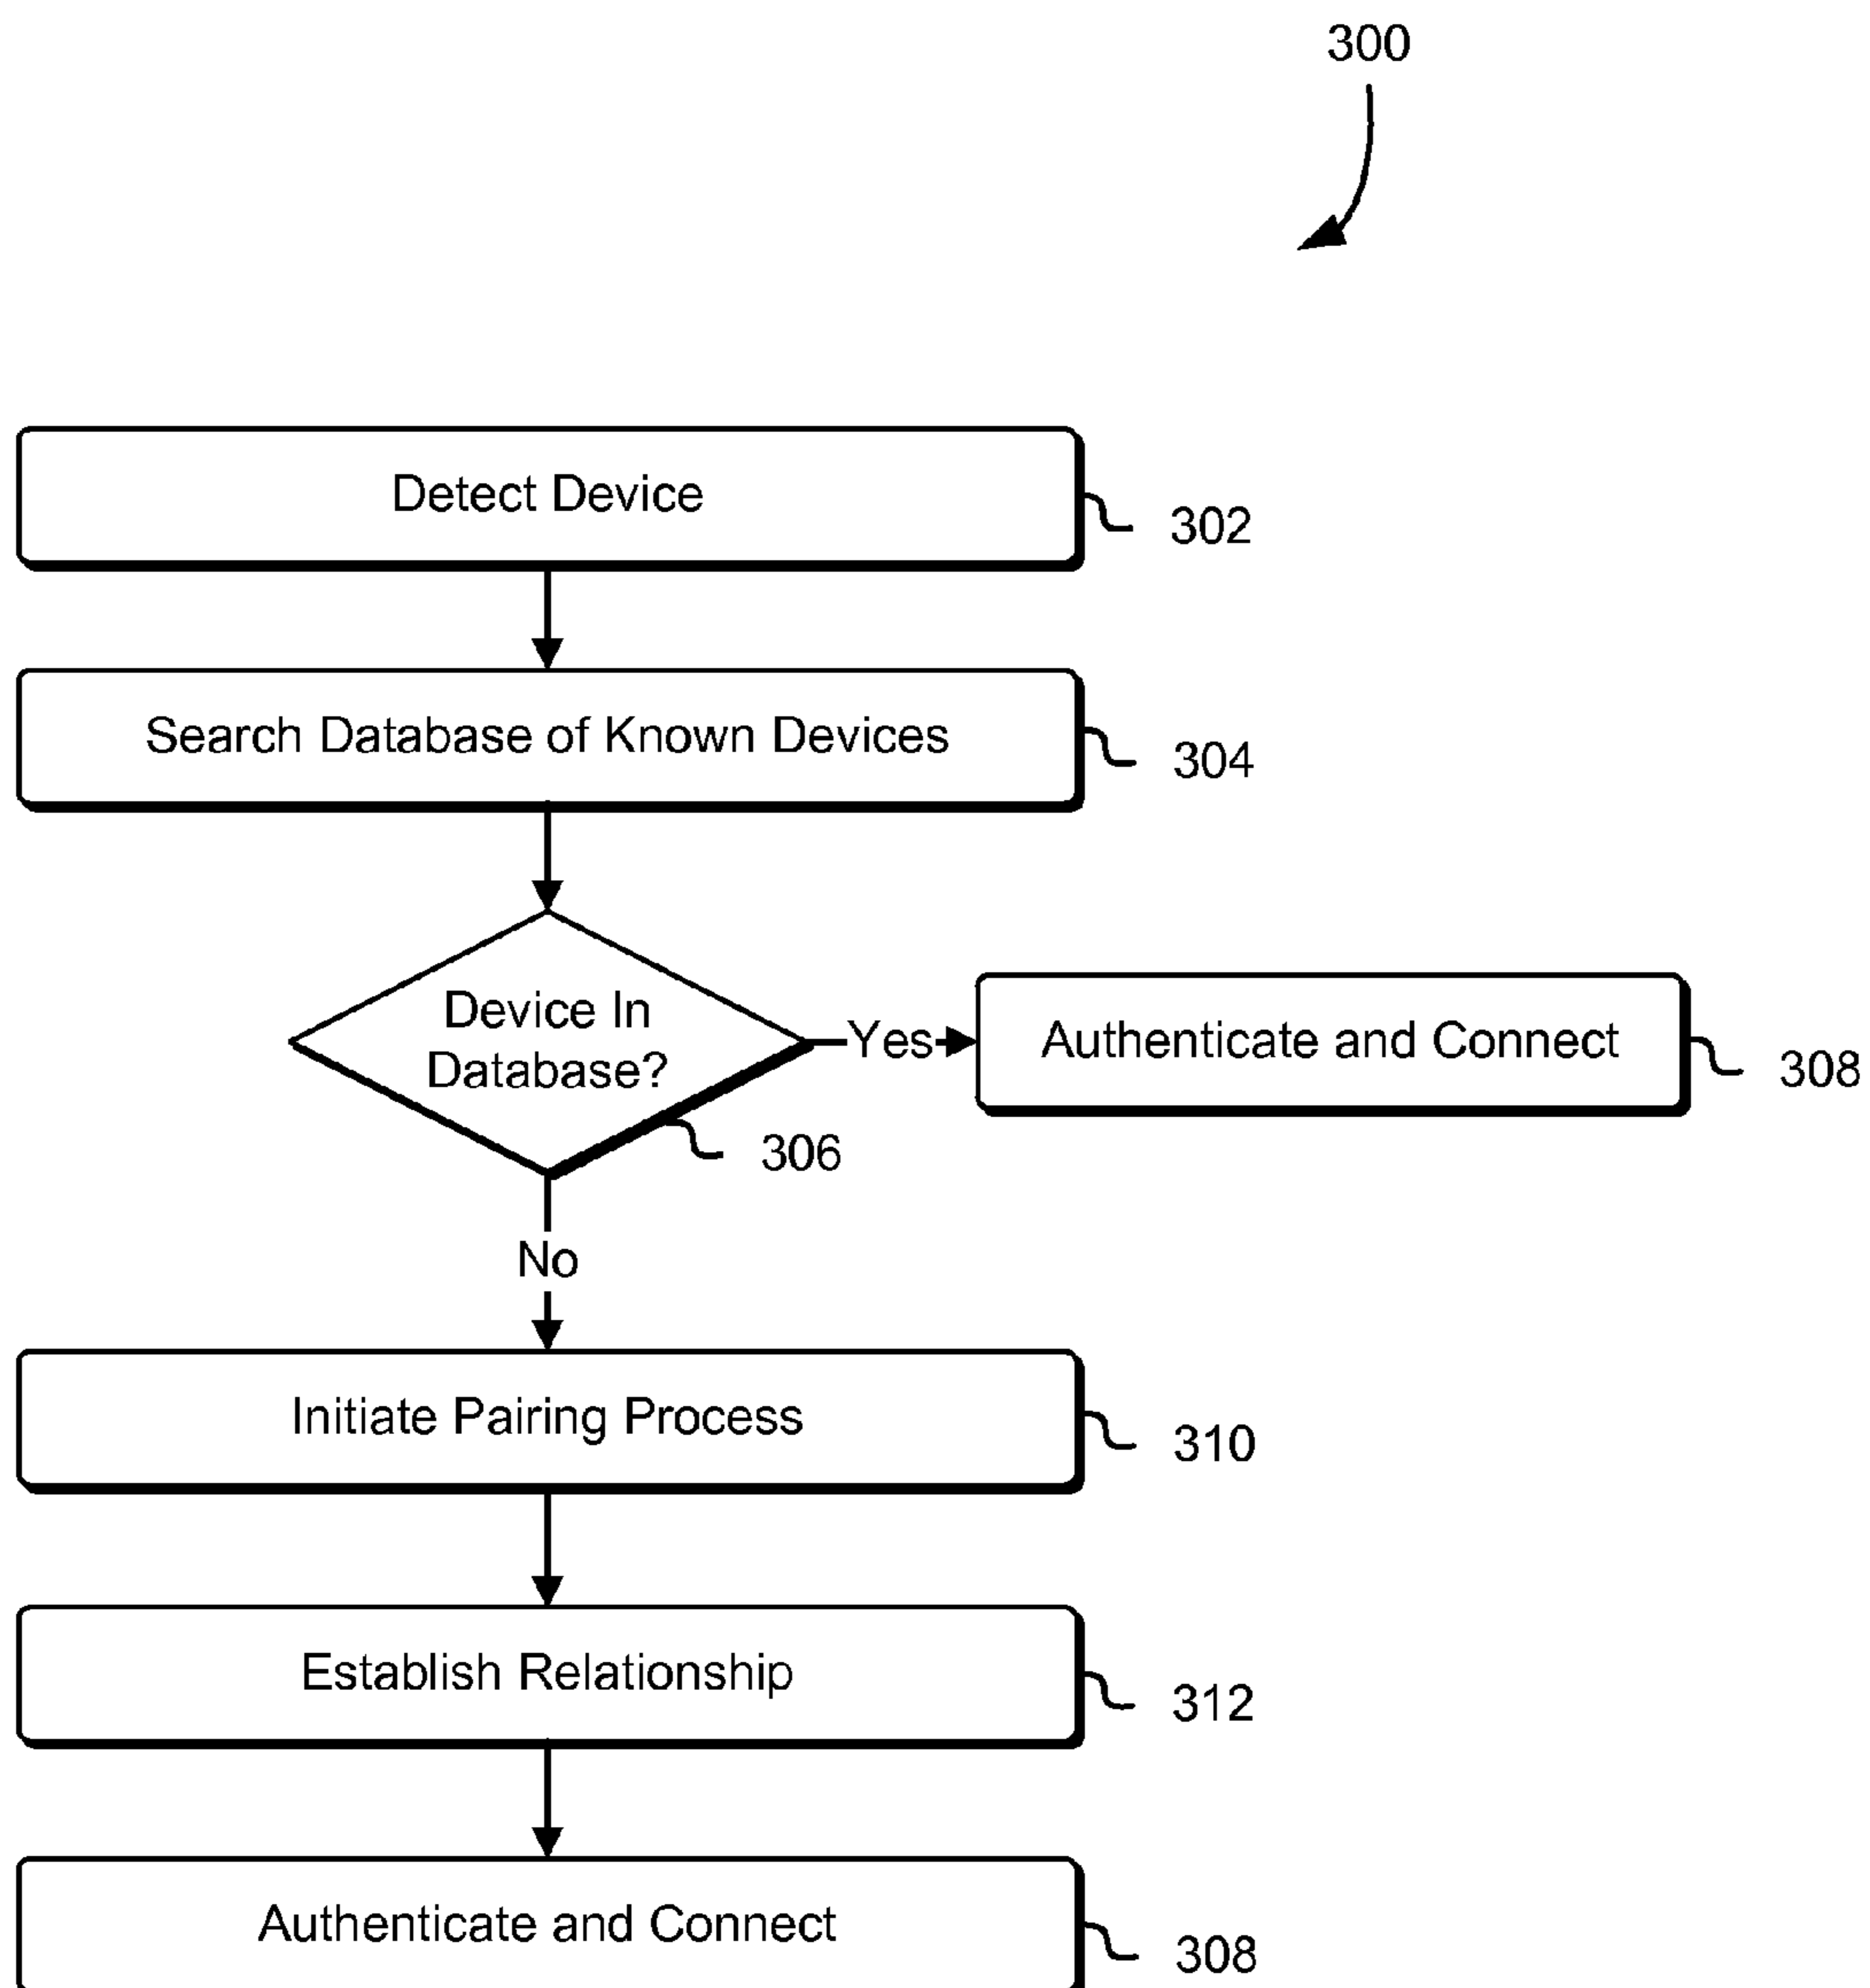 300
Detect Device
302
Search Database of Known Devices
304
Device In
Database?
Yes
Authenticate and Connect
308
306
No
Initiate Pairing Process
310
Establish Relationship
312
Authenticate and Connect
308